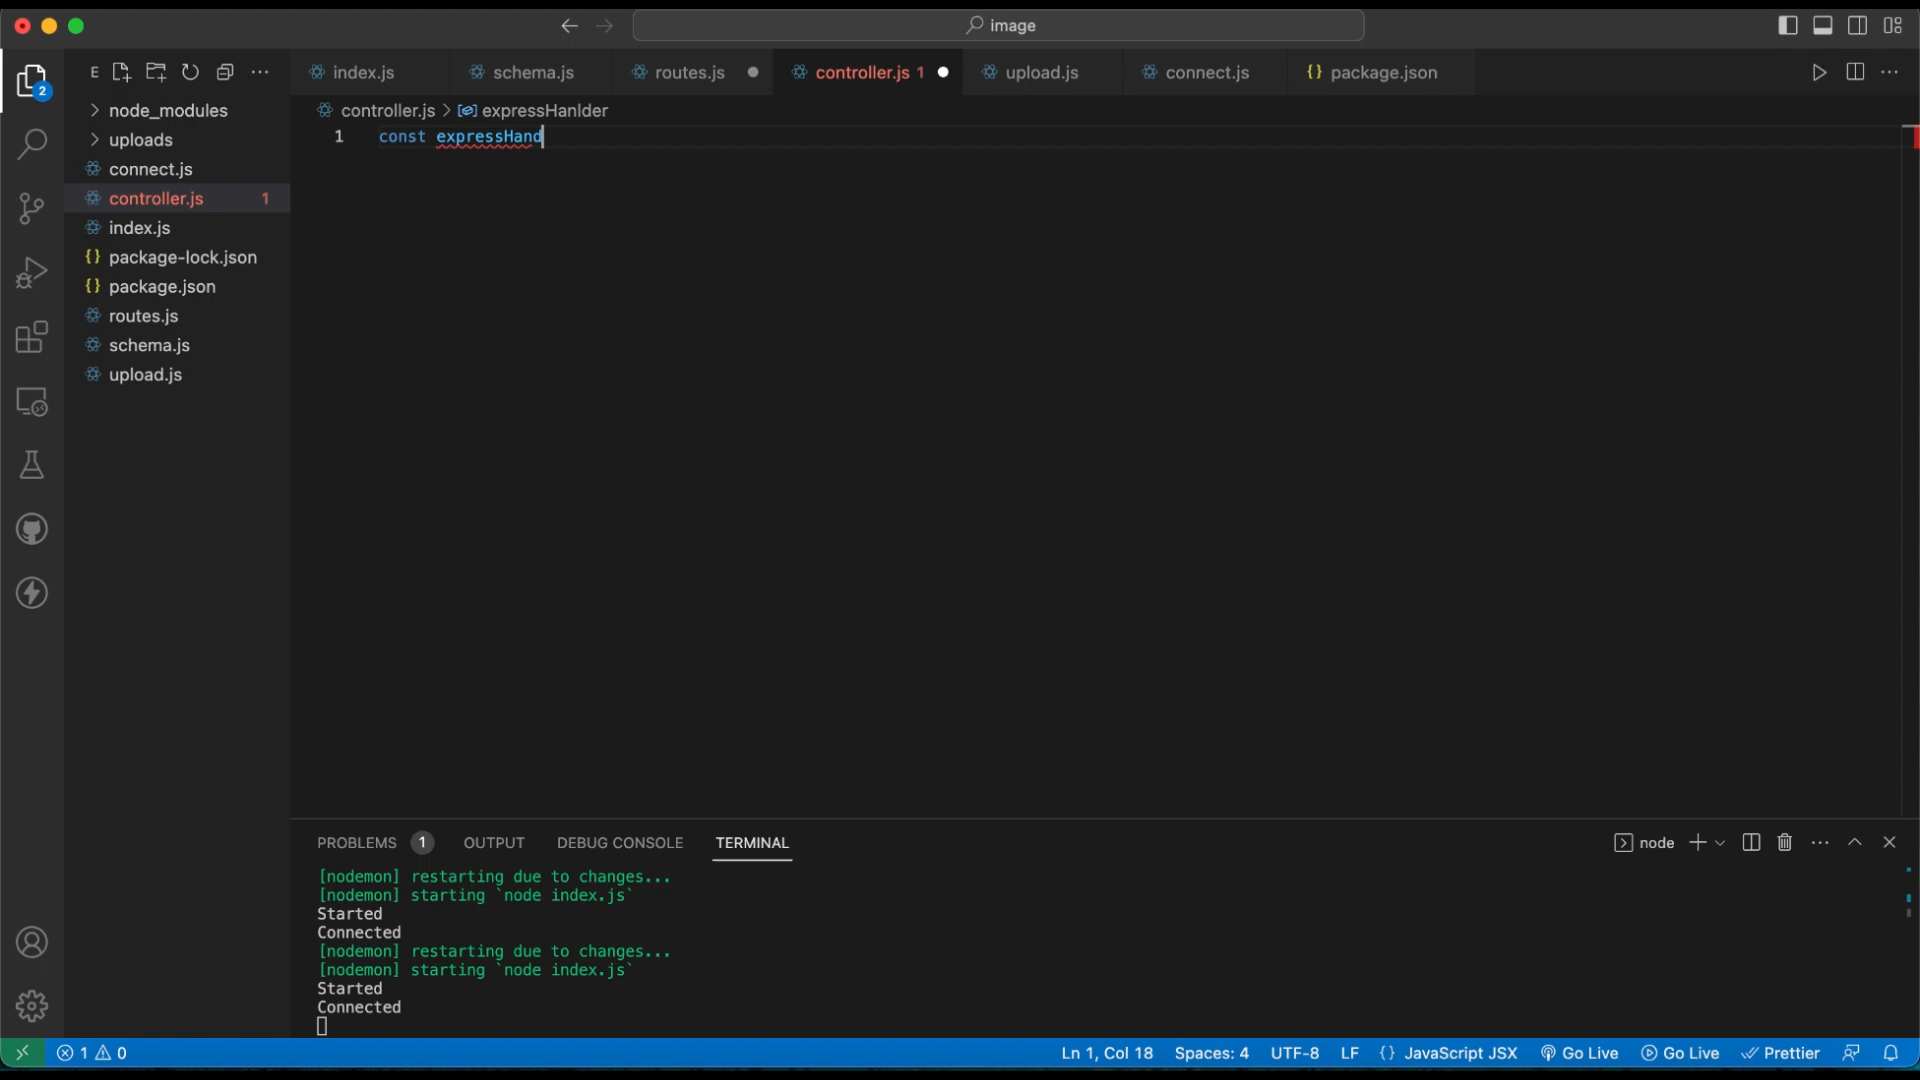 image
E
index.js
schema.js
routes.js
controller.js 1
upload.js
connect.js
{} package.json
2
node_modules
uploads
connect.js
controller.js 1
index.js
{} package-lock.json
{} package.json
routes.js
schema.js
upload.js
controller.js > expressHanlder
1 const expressHand
PROBLEMS 1 OUTPUT DEBUG CONSOLE TERMINAL
node
[nodemon] restarting due to changes...
[nodemon] starting `node index.js`
Started
Connected
[nodemon] restarting due to changes...
[nodemon] starting `node index.js`
Started
Connected
1 0
Ln 1, Col 18 Spaces: 4 UTF-8 LF {} JavaScript JSX Go Live Go Live Prettier